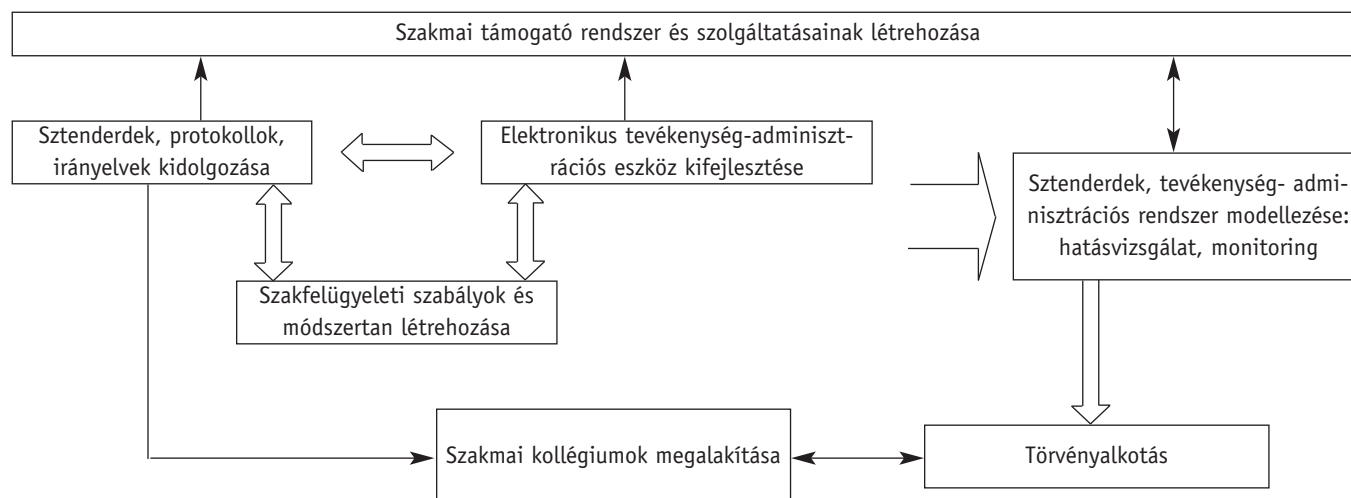 Szakmai támogató rendszer és szolgáltatásainak létrehozása
Sztenderdek, protokollok,
irányelvek kidolgozása
Elektronikus tevékenység-adminiszt-
rációs eszköz kifejlesztése
Sztenderdek, tevékenység- admi-
nisztrációs rendszer modellezése:
hatásvizsgálat, monitoring
Szakfelügyeleti szabályok és
módszertan létrehozása
Szakmai kollégiumok megalakítása
Törvényalkotás